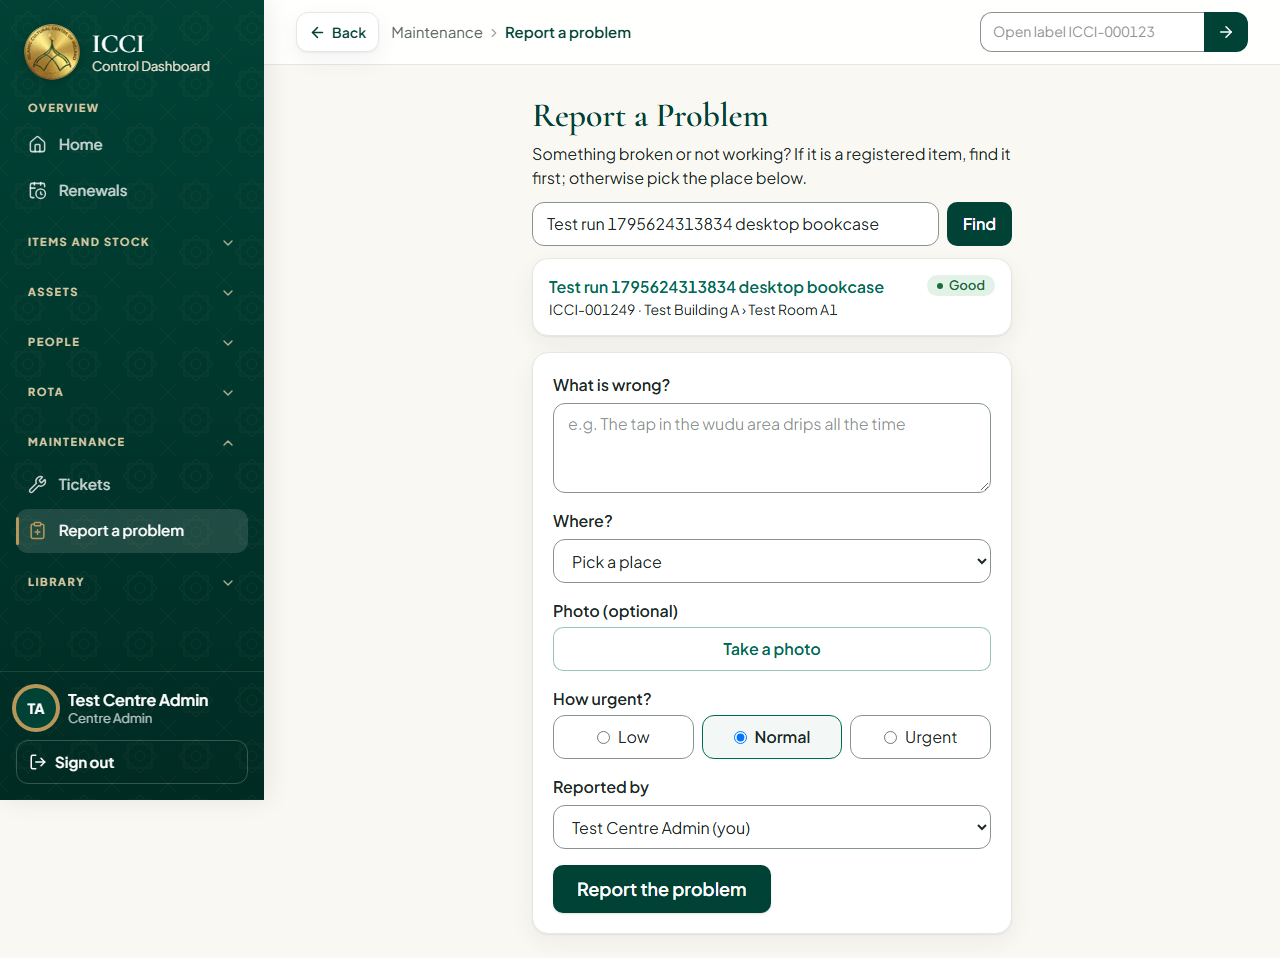 ICCI
Control Dashboard
OVERVIEW
Home
Renewals
ITEMS AND STOCK
ASSETS
PEOPLE
ROTA
MAINTENANCE
Tickets
Report a problem
LIBRARY
TA
Test Centre Admin
Centre Admin
Sign out
Back
Maintenance › Report a problem
Open label ICCI-000123
Report a Problem
Something broken or not working? If it is a registered item, find it
first; otherwise pick the place below.
Test run 1795624313834 desktop bookcase
Find
Test run 1795624313834 desktop bookcase
Good
ICCI-001249 · Test Building A › Test Room A1
What is wrong?
e.g. The tap in the wudu area drips all the time
Where?
Pick a place
Photo (optional)
Take a photo
How urgent?
Low
Normal
Urgent
Reported by
Test Centre Admin (you)
Report the problem